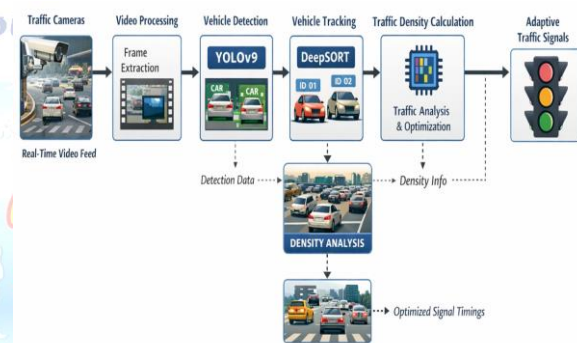 Traffic Cameras
Video Processing
Vehicle Detection
Vehicle Tracking
Traffic Density Calculation
Adaptive
Traffic Signals
Frame
Extraction
YOLOv9
CAR
CAR
DeepSORT
ID 01
ID 02
Traffic Analysis
& Optimization
Real-Time Video Feed
Detection Data
Density Info
DENSITY ANALYSIS
Optimized Signal Timings